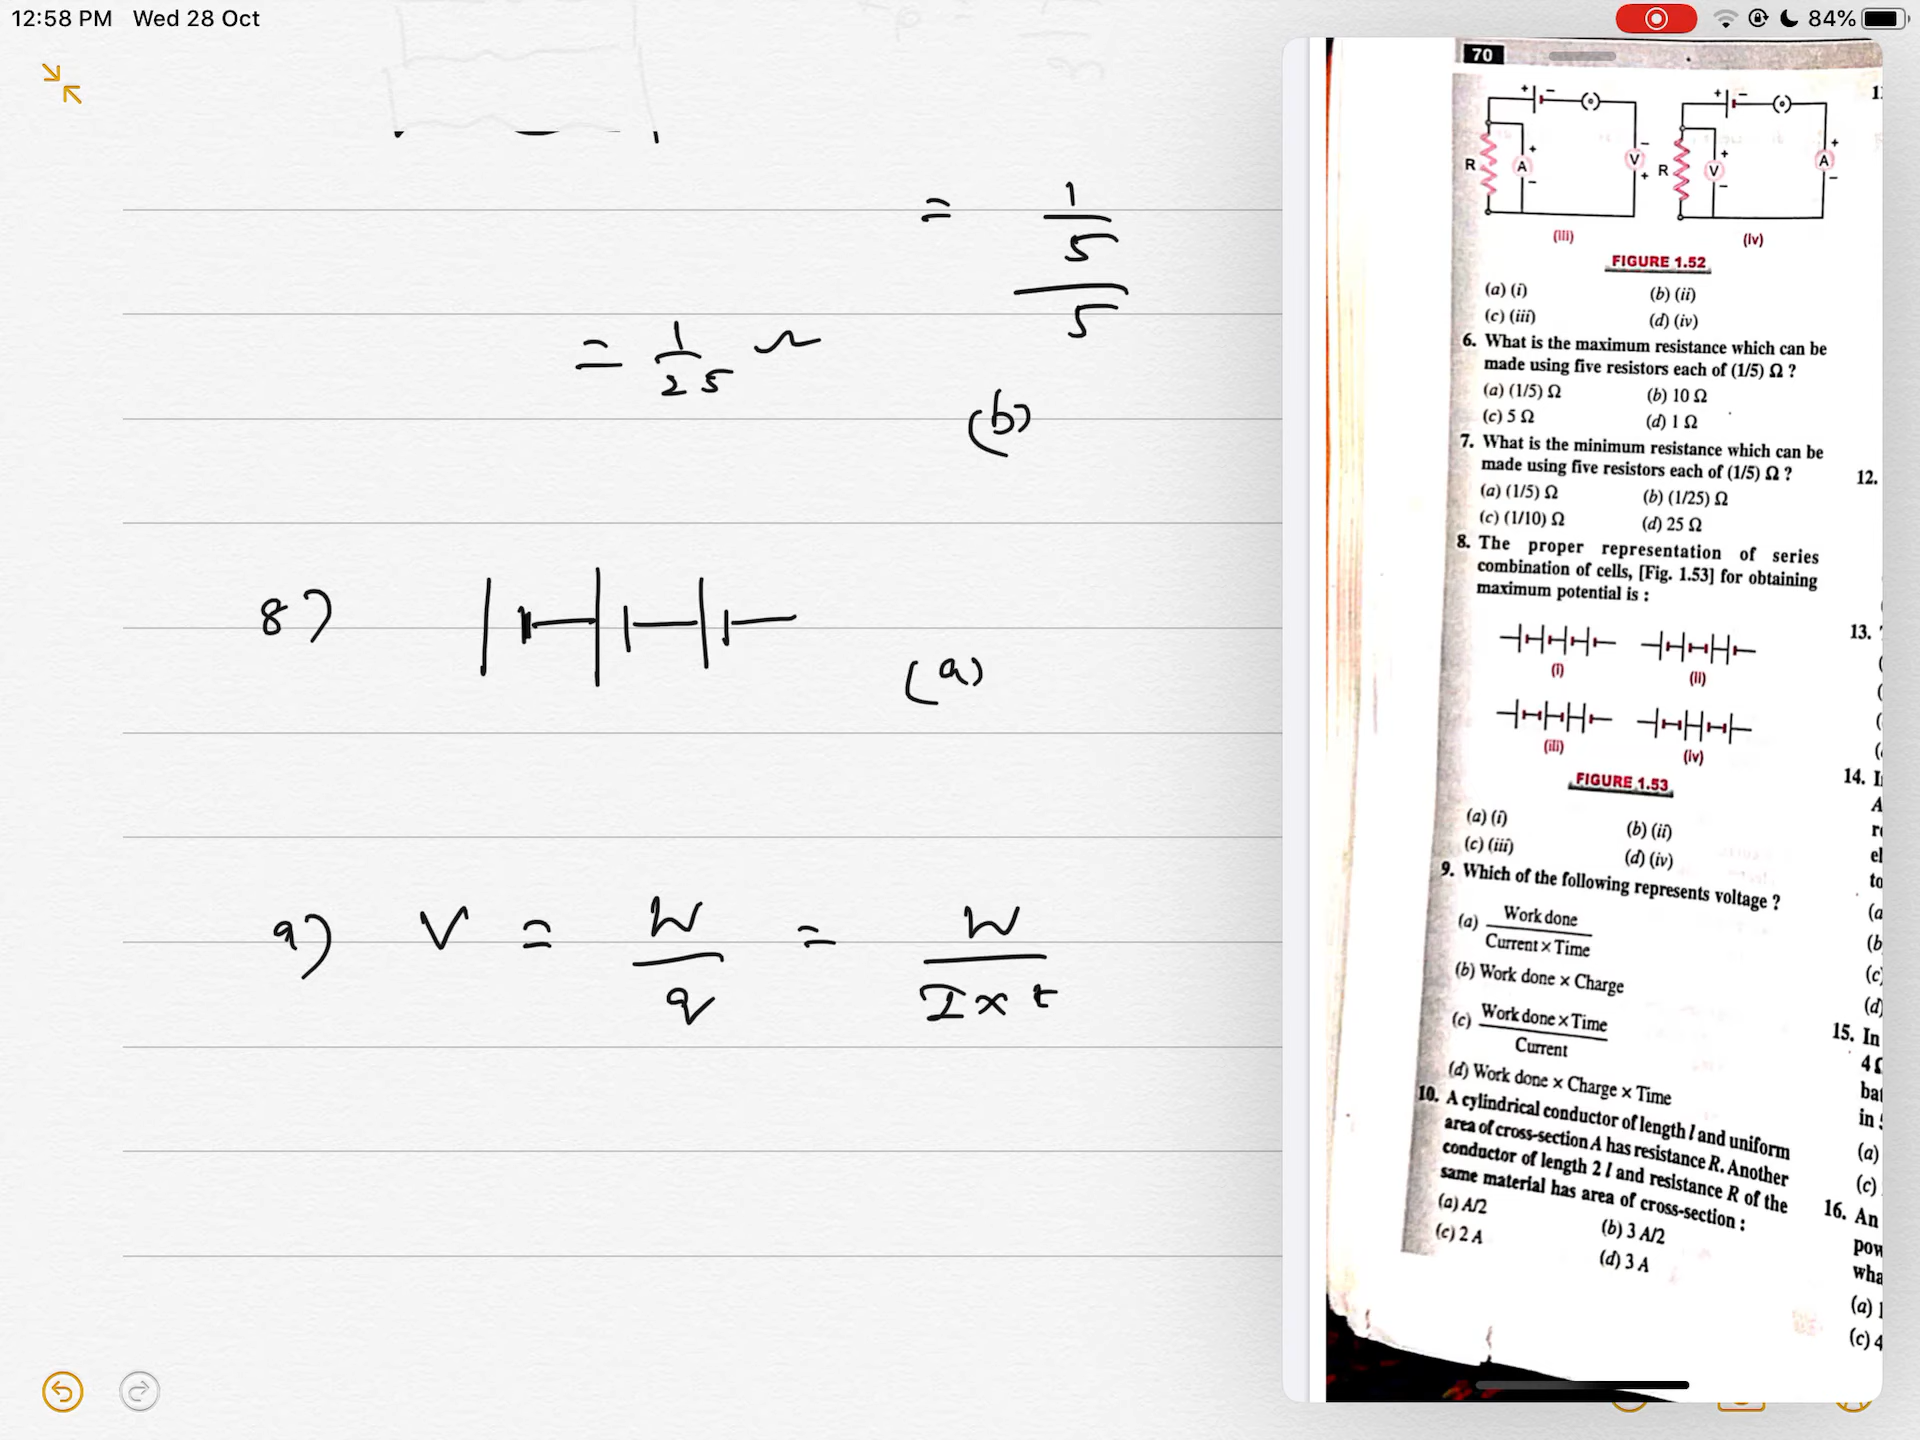 12:58 PM Wed 28 Oct
84%
= 1/5 / 5
= 1/25 Ω
(b)
8)
(a)
9) V = W/q = W/I x t
70
R A V
R V A
(iii) (iv)
FIGURE 1.52
(a) (i) (b) (ii)
(c) (iii) (d) (iv)
6. What is the maximum resistance which can be
made using five resistors each of (1/5) Ω ?
(a) (1/5) Ω (b) 10 Ω
(c) 5 Ω (d) 1 Ω
7. What is the minimum resistance which can be
made using five resistors each of (1/5) Ω ?
(a) (1/5) Ω (b) (1/25) Ω
(c) (1/10) Ω (d) 25 Ω
8. The proper representation of series
combination of cells, [Fig. 1.53] for obtaining
maximum potential is :
(i) (ii)
(iii) (iv)
FIGURE 1.53
(a) (i) (b) (ii)
(c) (iii) (d) (iv)
9. Which of the following represents voltage ?
(a) Work done
Current × Time
(b) Work done × Charge
(c) Work done × Time
Current
(d) Work done × Charge × Time
10. A cylindrical conductor of length l and uniform
area of cross-section A has resistance R. Another
conductor of length 2 l and resistance R of the
same material has area of cross-section :
(a) A/2 (b) 3 A/2
(c) 2 A (d) 3 A
12.
13.
14.
15. In
16. An